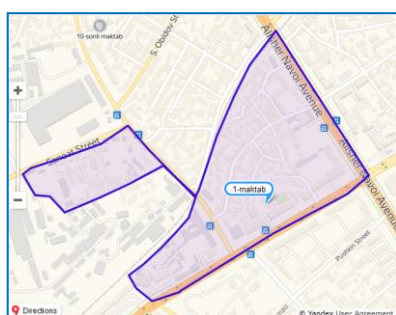 10-sonli maktab
S. Obidov St
Alisher Navoi Avenue
Sanoat Street
Alisher Navoi Avenue
1-maktab
Pushkin Street
Directions
© Yandex User Agreement